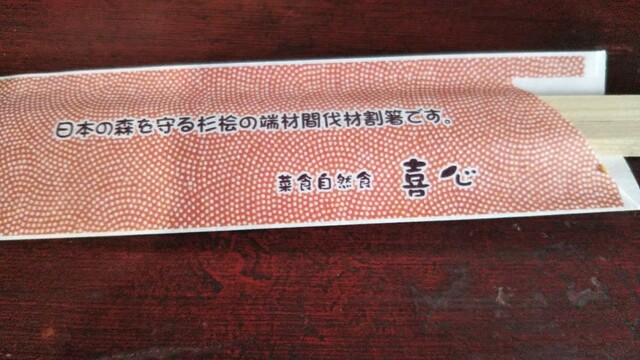 日本の森を守る杉桧の端材間伐材割箸です。
菜食自然食 喜心